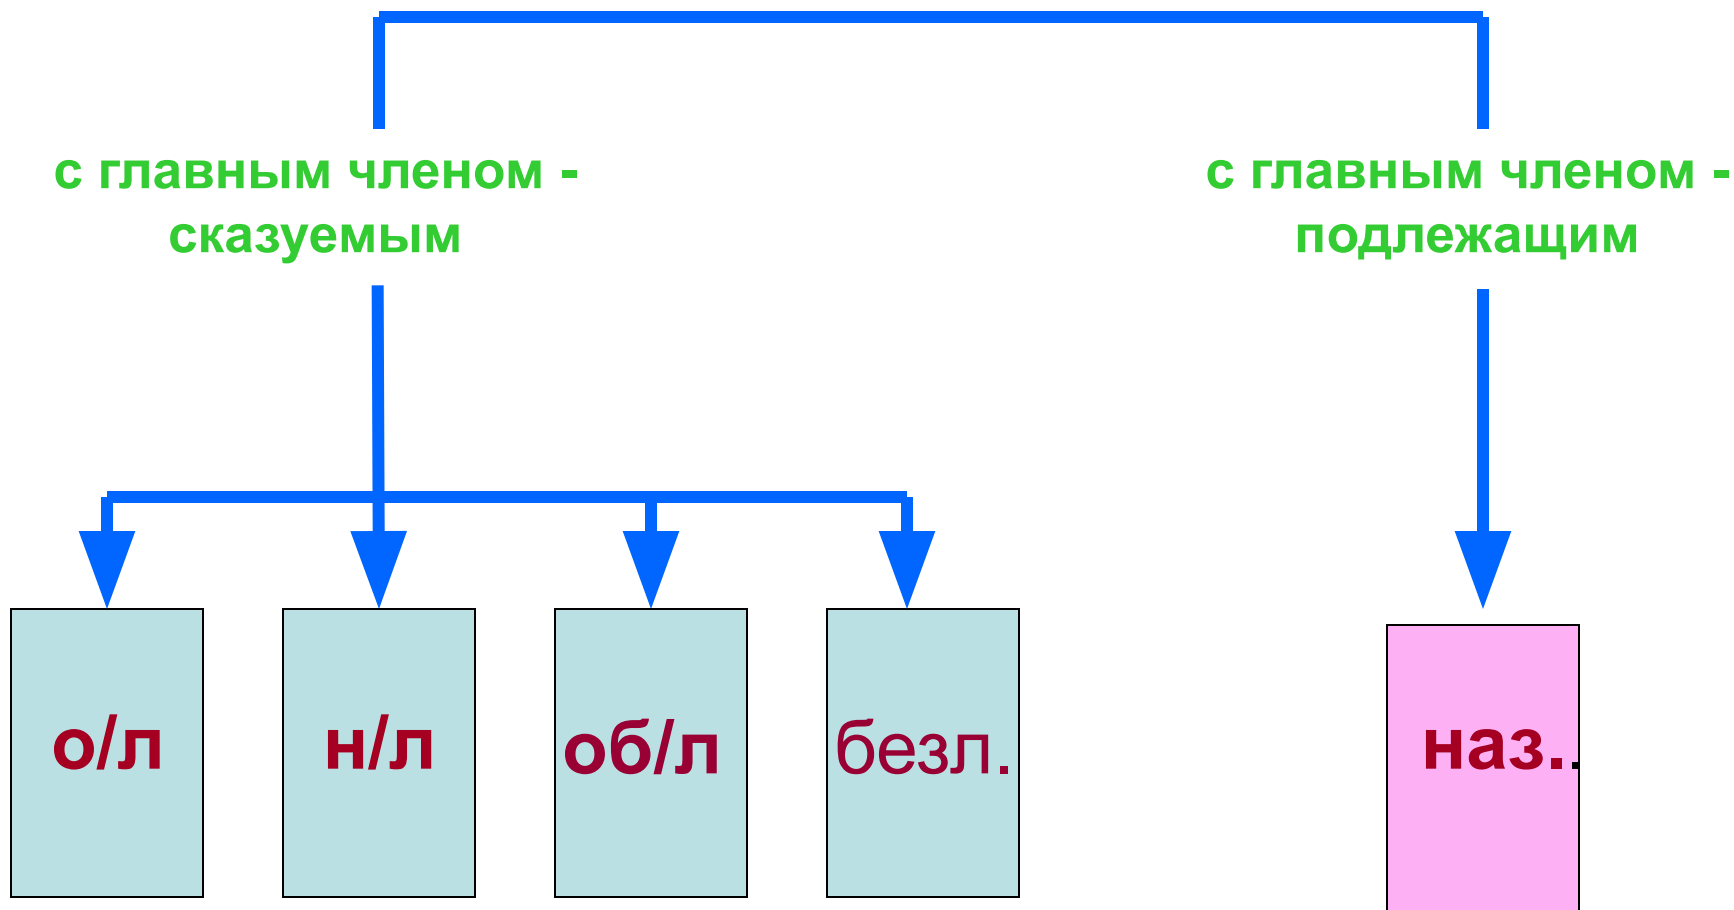 с главным членом -
сказуемым
с главным членом -
подлежащим
о/л
н/л
об/л
безл.
наз..